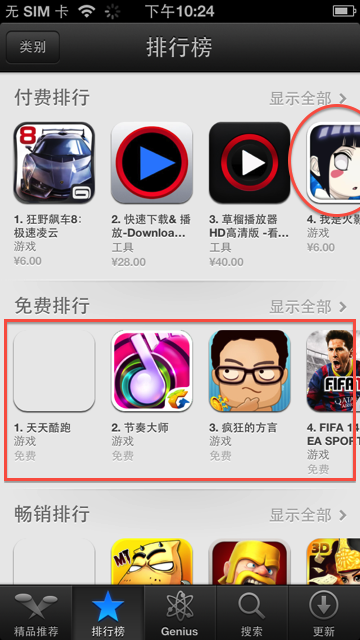 无 SIM 卡
下午10:24
类别
排行榜
付费排行
显示全部
8
1. 狂野飙车8:
极速凌云
游戏
¥6.00
2. 快速下载& 播
放-Downloa...
工具
¥28.00
3. 草榴播放器
HD高清版 -看...
工具
¥40.00
4. 我是火影
游戏
¥6.00
免费排行
显示全部
1. 天天酷跑
游戏
免费
2. 节奏大师
游戏
免费
3. 疯狂的方言
游戏
免费
FIFA 14
4. FIFA 14
EA SPORT
游戏
免费
畅销排行
显示全部
MT
3D
精品推荐
排行榜
Genius
搜索
更新